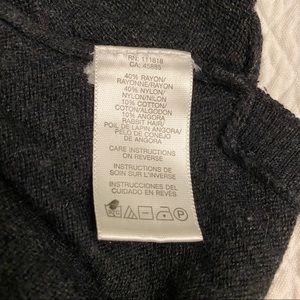 RN: 111818
CA: 45885
40% RAYON/
RAYONNE/RAYON
40% NYLON/
NYLON/NILON
10% COTTON/
COTON/ALGODON
10% ANGORA
RABBIT HAIR/
POIL DE LAPIN ANGORA/
PELO DE CONEJO
DE ANGORA
CARE INSTRUCTIONS
ON REVERSE
INSTRUCTIONS DE
SOIN SUR L'ENVERS
INSTRUCCIONES DEL
CUIDADO EN REVÉS
P